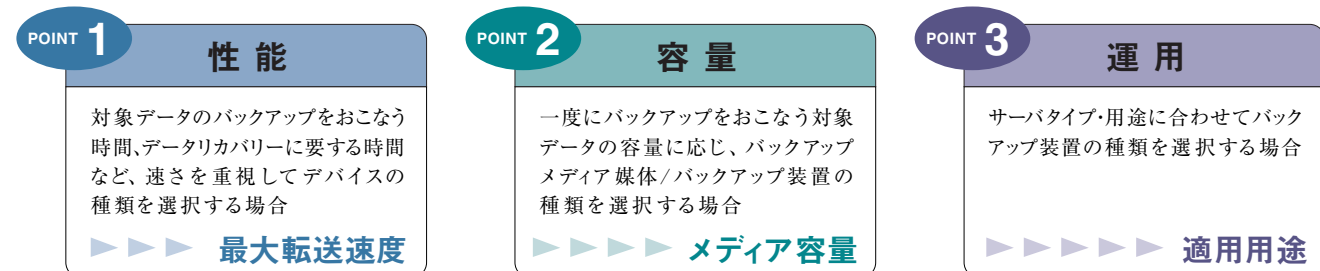 POINT 1
性能
対象データのバックアップをおこなう
時間、データリカバリーに要する時間
など、速さを重視してデバイスの
種類を選択する場合
▶▶▶ 最大転送速度
POINT 2
容量
一度にバックアップをおこなう対象
データの容量に応じ、バックアップ
メディア媒体/バックアップ装置の
種類を選択する場合
▶▶▶▶ メディア容量
POINT 3
運用
サーバタイプ・用途に合わせてバック
アップ装置の種類を選択する場合
▶▶▶▶▶ 適用用途